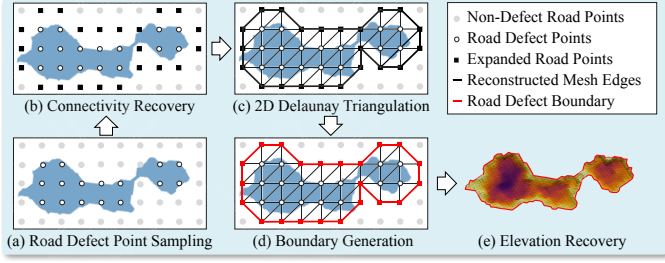 Non-Defect Road Points
Road Defect Points
Expanded Road Points
Reconstructed Mesh Edges
Road Defect Boundary
(b) Connectivity Recovery
(c) 2D Delaunay Triangulation
(a) Road Defect Point Sampling
(d) Boundary Generation
(e) Elevation Recovery